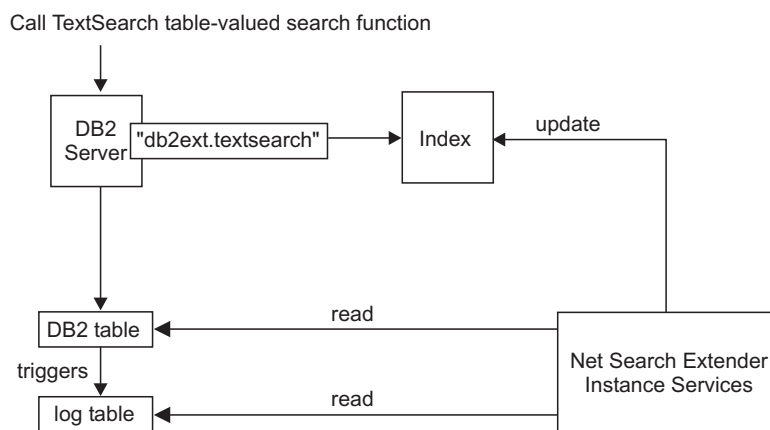 Call TextSearch table-valued search function
DB2
Server
"db2ext.textsearch"
Index
update
DB2 table
read
triggers
log table
read
Net Search Extender
Instance Services